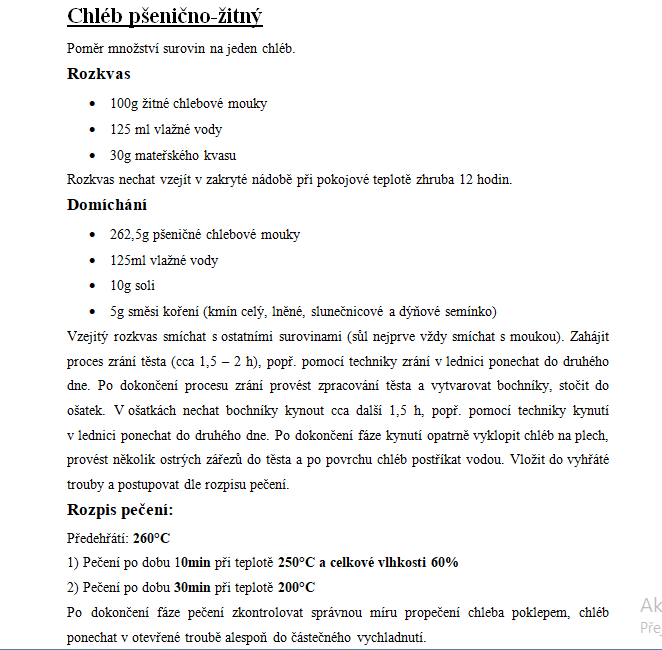 Chléb pšenično-žitný
Poměr množství surovin na jeden chléb.
Rozkvas
• 100g žitné chlebové mouky
• 125 ml vlažné vody
• 30g mateřského kvasu
Rozkvas nechat vzejít v zakryté nádobě při pokojové teplotě zhruba 12 hodin.
Domíchání
• 262,5g pšeničné chlebové mouky
• 125ml vlažné vody
• 10g soli
• 5g směsi koření (kmín celý, lněné, slunečnicové a dýňové semínko)
Vzejitý rozkvas smíchat s ostatními surovinami (sůl nejprve vždy smíchat s moukou). Zahájit
proces zrání těsta (cca 1,5 – 2 h), popř. pomocí techniky zrání v lednici ponechat do druhého
dne. Po dokončení procesu zrání provést zpracování těsta a vytvarovat bochníky, stočit do
ošatek. V ošatkách nechat bochníky kynout cca další 1,5 h, popř. pomocí techniky kynutí
v lednici ponechat do druhého dne. Po dokončení fáze kynutí opatrně vyklopit chléb na plech,
provést několik ostrých zářezů do těsta a po povrchu chléb postříkat vodou. Vložit do vyhřáté
trouby a postupovat dle rozpisu pečení.
Rozpis pečení:
Předehřátí: 260°C
1) Pečení po dobu 10min při teplotě 250°C a celkové vlhkosti 60%
2) Pečení po dobu 30min při teplotě 200°C
Po dokončení fáze pečení zkontrolovat správnou míru propečení chleba poklepem, chléb
ponechat v otevřené troubě alespoň do částečného vychladnutí.
Ak
Pře